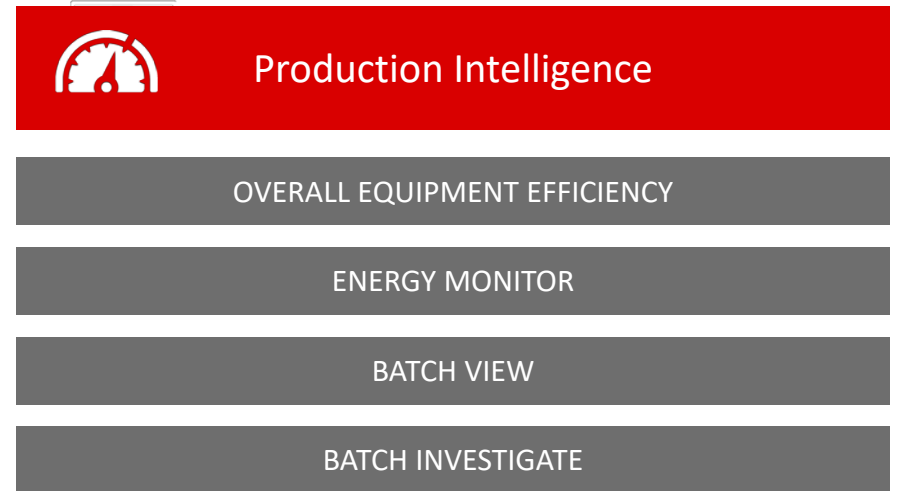 Production Intelligence
OVERALL EQUIPMENT EFFICIENCY
ENERGY MONITOR
BATCH VIEW
BATCH INVESTIGATE